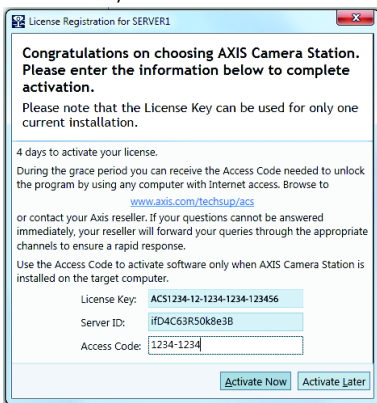 License Registration for SERVER1
Congratulations on choosing AXIS Camera Station.
Please enter the information below to complete
activation.
Please note that the License Key can be used for only one
current installation.
4 days to activate your license.
During the grace period you can receive the Access Code needed to unlock
the program by using any computer with Internet access. Browse to
www.axis.com/techsup/acs
or contact your Axis reseller. If your questions cannot be answered
immediately, your reseller will forward your queries through the appropriate
channels to ensure a rapid response.
Use the Access Code to activate software only when AXIS Camera Station is
installed on the target computer.
License Key: ACS1234-12-1234-1234-123456
Server ID: ifD4C63R50k8e3B
Access Code: 1234-1234
Activate Now Activate Later